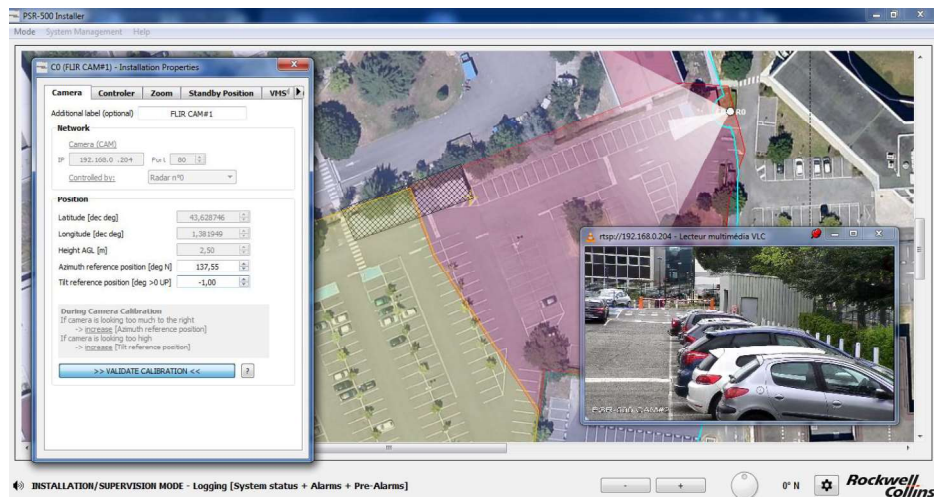 PSR-500 Installer
Mode System Management Help
C0 (FLIR CAM#1) - Installation Properties
Camera Controler Zoom Standby Position VMS
Additional label (optional) FLIR CAM#1
Network
Camera (CAM)
IP 192.168.0 .204 Port 80
Controlled by: Radar n°0
Position
Latitude [dec deg] 43,628746
Longitude [dec deg] 1,381949
Height AGL [m] 2,50
Azimuth reference position [deg N] 137,55
Tilt reference position [deg >0 UP] -1,00
During Camera Calibration
If camera is looking too much to the right
-> increase [Azimuth reference position]
If camera is looking too high
-> increase [Tilt reference position]
>> VALIDATE CALIBRATION << ?
R0
rtsp://192.168.0.204 - Lecteur multimédia VLC
PSR-500 CAM#2
INSTALLATION/SUPERVISION MODE - Logging [System status + Alarms + Pre-Alarms]
- + 0° N
Rockwell
Collins